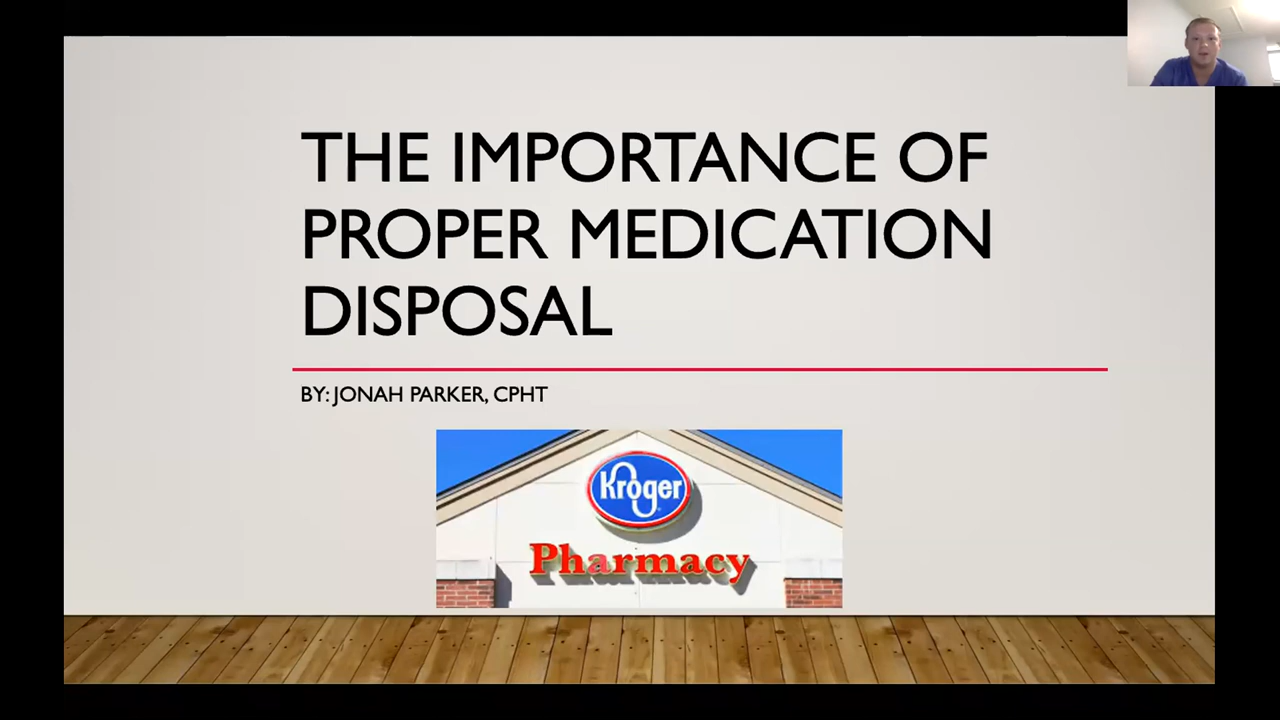 THE IMPORTANCE OF
PROPER MEDICATION
DISPOSAL
BY: JONAH PARKER, CPHT
Kroger
Pharmacy